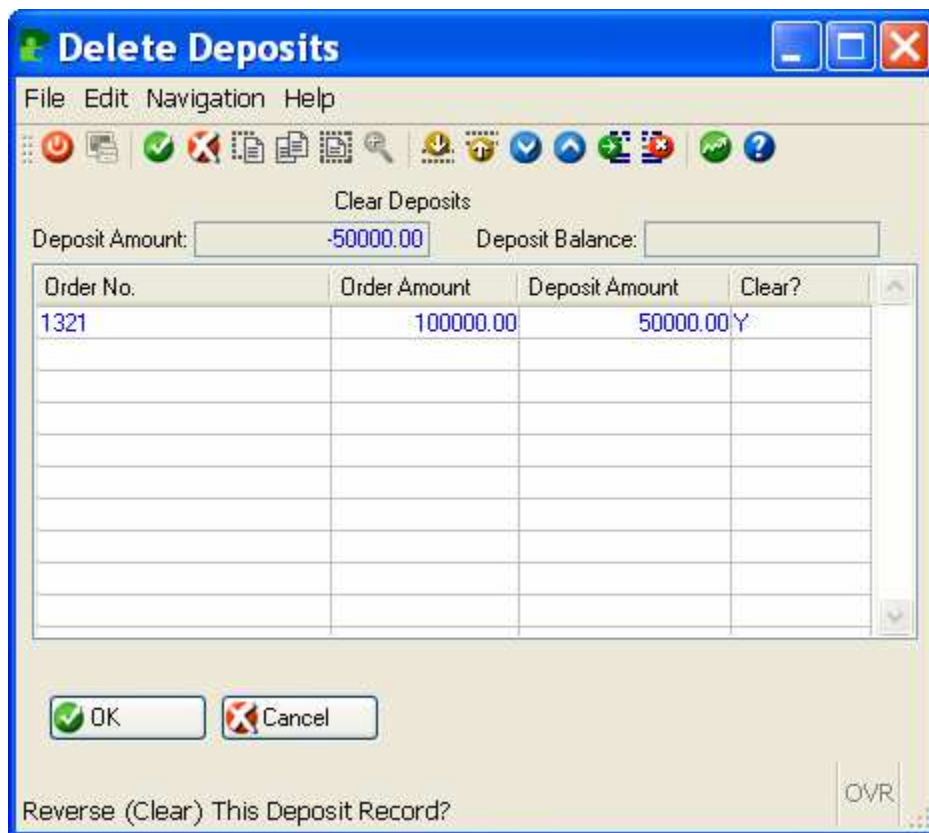 Delete Deposits
File Edit Navigation Help
Clear Deposits
Deposit Amount: -50000.00 Deposit Balance:
Order No. Order Amount Deposit Amount Clear?
1321 100000.00 50000.00 Y
OK Cancel
Reverse (Clear) This Deposit Record? OVR